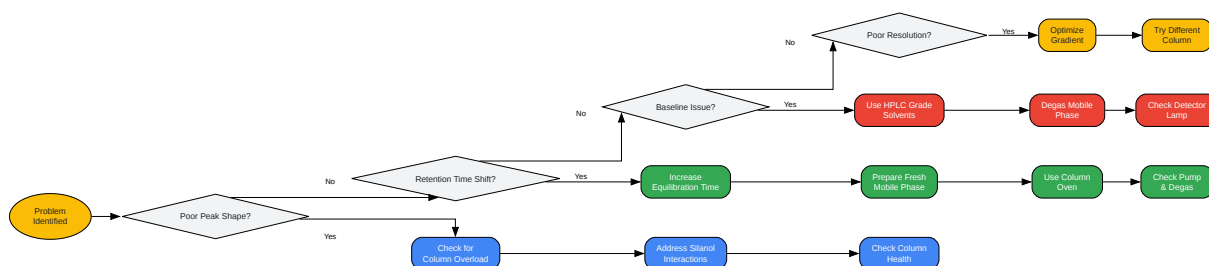 Poor Resolution?
Yes
Optimize
Gradient
Try Different
Column
No
Baseline Issue?
Yes
Use HPLC Grade
Solvents
Degas Mobile
Phase
Check Detector
Lamp
No
Retention Time Shift?
Yes
Increase
Equilibration Time
Prepare Fresh
Mobile Phase
Use Column
Oven
Check Pump
& Degas
No
Problem
Identified
Poor Peak Shape?
Yes
Check for
Column Overload
Address Silanol
Interactions
Check Column
Health